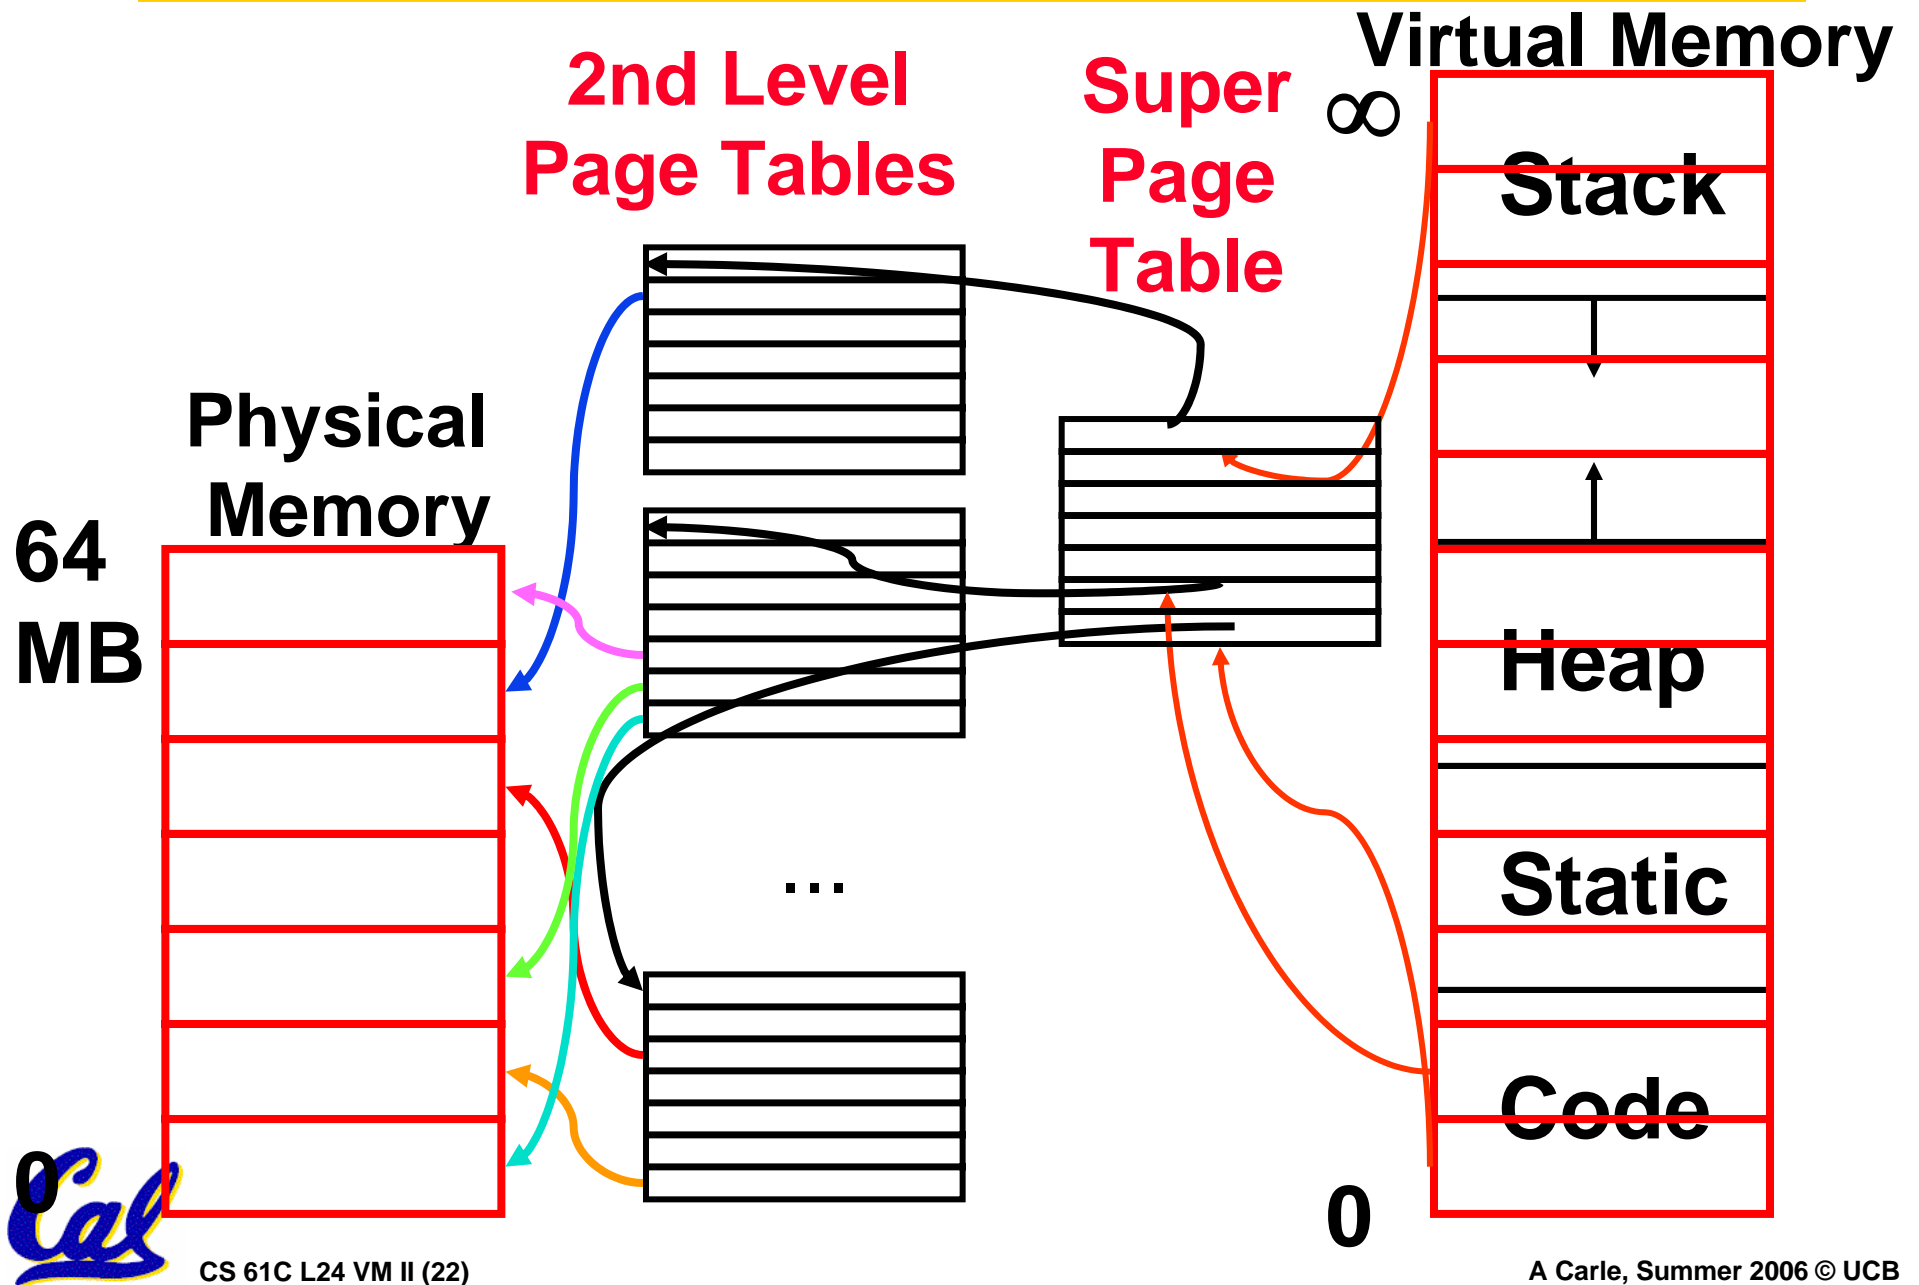 Virtual Memory
2nd Level
Page Tables
Super
Page
Table
∞
Stack
Physical
Memory
64
MB
Heap
...
Static
Code
0
0
Cal
CS 61C L24 VM II (22)
A Carle, Summer 2006 © UCB